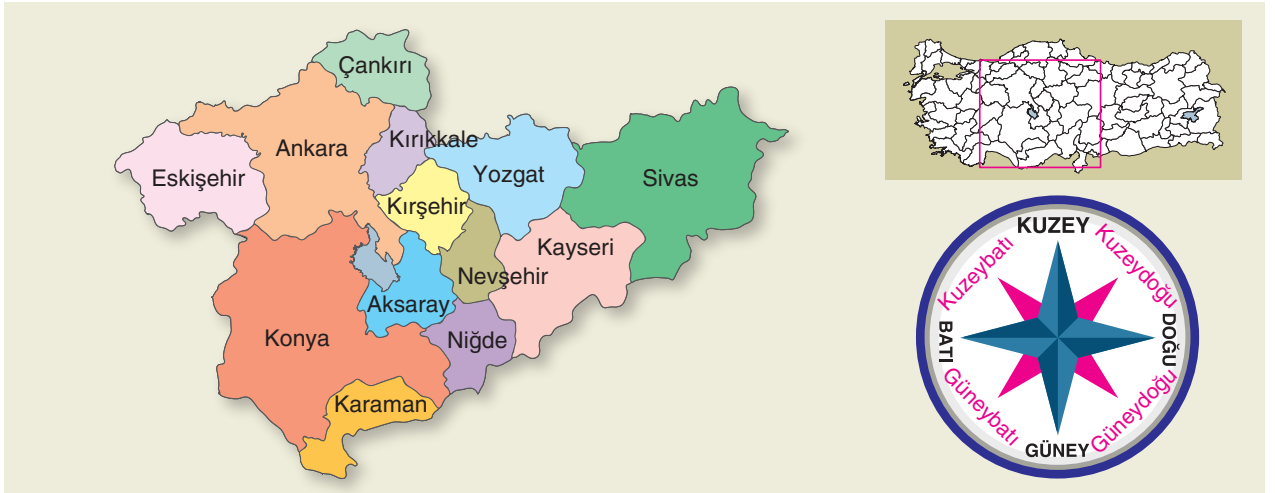 Çankırı
Kırıkkale
Ankara
Yozgat
Sivas
Eskişehir
Kırşehir
Kayseri
Nevşehir
Aksaray
Konya
Niğde
Karaman
KUZEY
Kuzeybatı
Kuzeydoğu
BATI
DOĞU
Güneybatı
Güneydoğu
GÜNEY